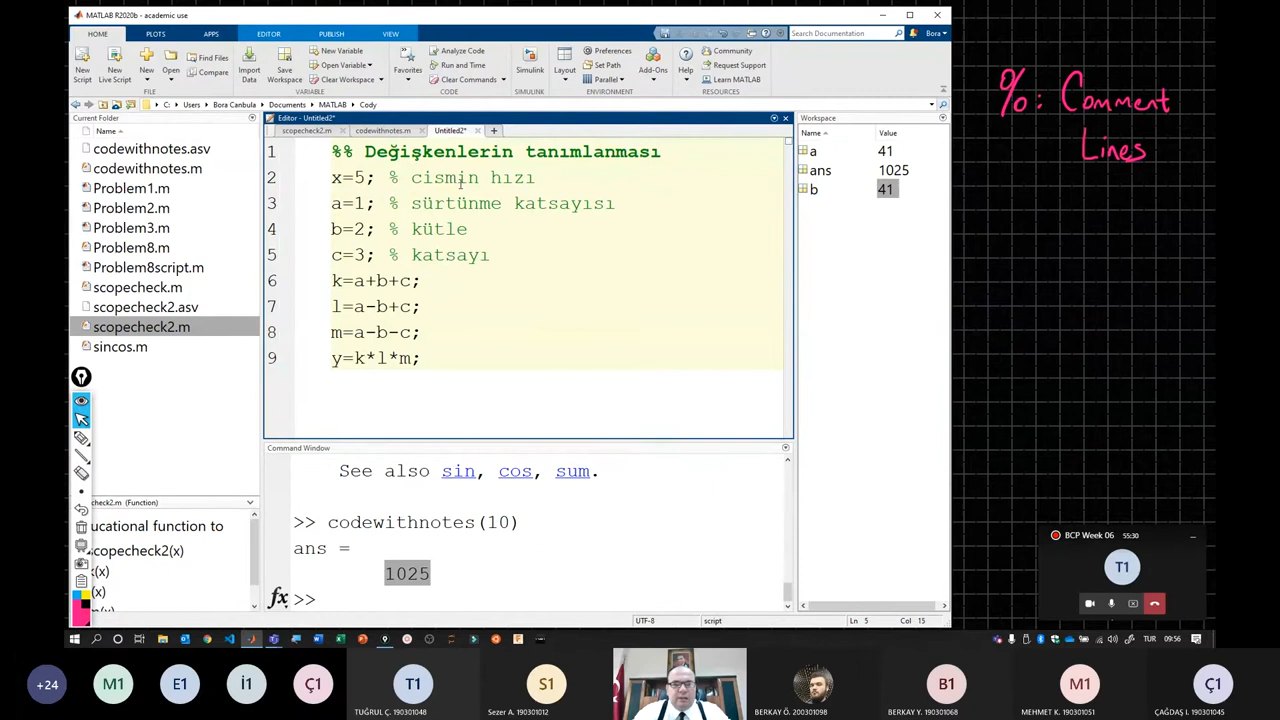 MATLAB R2020b - academic use
HOME PLOTS APPS EDITOR PUBLISH VIEW
Search Documentation
Bora
New Script
New Live Script
New
Open
Find Files
Compare
Import Data
Save Workspace
New Variable
Open Variable
Clear Workspace
Favorites
Analyze Code
Run and Time
Clear Commands
Simulink
Layout
Preferences
Set Path
Parallel
Add-Ons
Help
Community
Request Support
Learn MATLAB
FILE VARIABLE CODE SIMULINK ENVIRONMENT RESOURCES
C: Users Bora Canbula Documents MATLAB Cody
Current Folder
Name
codewithnotes.asv
codewithnotes.m
Problem1.m
Problem2.m
Problem3.m
Problem8.m
Problem8script.m
scopecheck.m
scopecheck2.asv
scopecheck2.m
sincos.m
check2.m (Function)
ucational function to
copecheck2(x)
(x)
(x)
Editor - Untitled2*
scopecheck2.m codewithnotes.m Untitled2*
1 %% Değişkenlerin tanımlanması
2 x=5; % cismin hızı
3 a=1; % sürtünme katsayısı
4 b=2; % kütle
5 c=3; % katsayı
6 k=a+b+c;
7 l=a-b+c;
8 m=a-b-c;
9 y=k*l*m;
Command Window
See also sin, cos, sum.
>> codewithnotes(10)
ans =
1025
fx >>
Workspace
Name Value
a 41
ans 1025
b 41
UTF-8 script Ln 5 Col 15
%: Comment
Lines
BCP Week 06 55:30
T1
TUR 09:56
+24 M1 E1 İ1 Ç1 T1 S1 B1 M1 Ç1
TUĞRUL Ç. 190301048
Sezer A. 190301012
BERKAY Ö. 200301098
BERKAY Y. 190301008
MEHMET K. 190301051
ÇAĞDAŞ I. 190301045